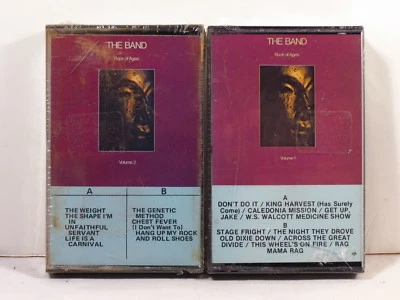 THE BAND
Rock of Ages
Volume 2
A
THE WEIGHT
THE SHAPE I'M
IN
UNFAITHFUL
SERVANT
LIFE IS A
CARNIVAL
B
THE GENETIC
METHOD
CHEST FEVER
(I Don't Want To)
HANG UP MY ROCK
AND ROLL SHOES
THE BAND
Rock of Ages
Volume 1
A
DON'T DO IT / KING HARVEST (Has Surely
Come) / CALEDONIA MISSION / GET UP,
JAKE / W.S. WALCOTT MEDICINE SHOW
B
STAGE FRIGHT / THE NIGHT THEY DROVE
OLD DIXIE DOWN / ACROSS THE GREAT
DIVIDE / THIS WHEEL'S ON FIRE / RAG
MAMA RAG